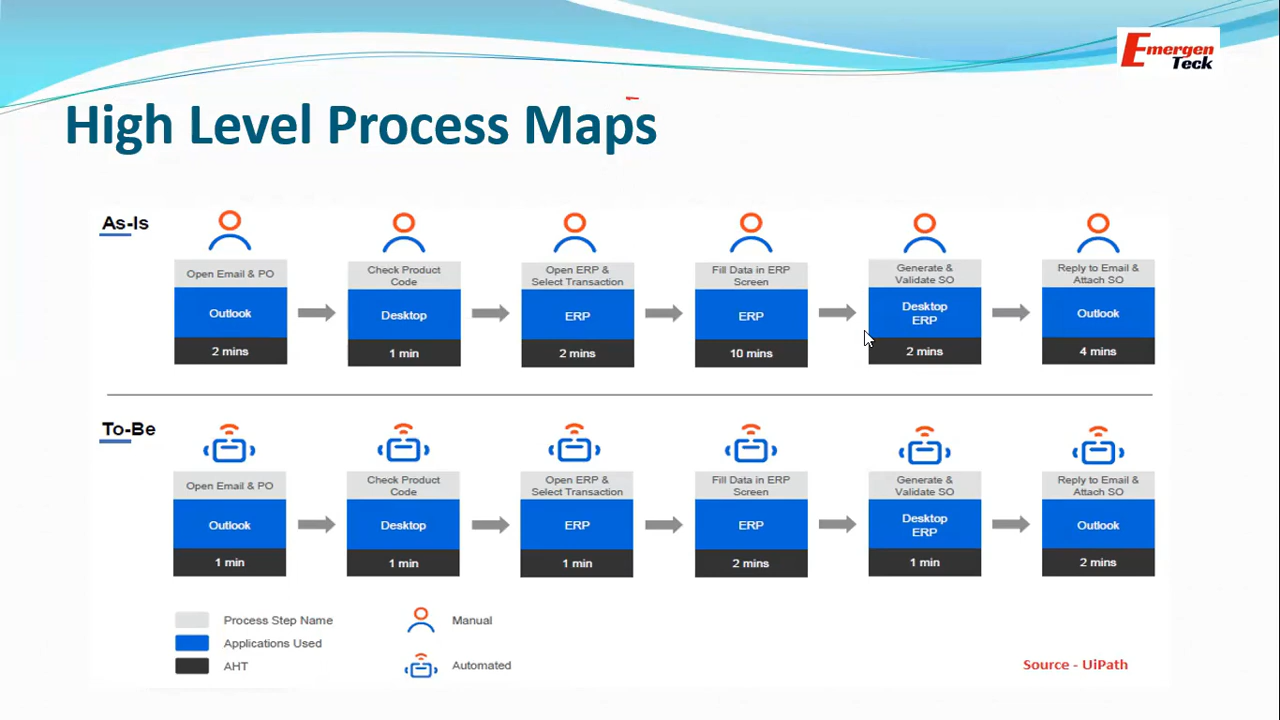 Emergen
Teck
High Level Process Maps
As-Is
Open Email & PO
Outlook
2 mins
Check Product
Code
Desktop
1 min
Open ERP &
Select Transaction
ERP
2 mins
Fill Data in ERP
Screen
ERP
10 mins
Generate &
Validate SO
Desktop
ERP
2 mins
Reply to Email &
Attach SO
Outlook
4 mins
To-Be
Open Email & PO
Outlook
1 min
Check Product
Code
Desktop
1 min
Open ERP &
Select Transaction
ERP
1 min
Fill Data in ERP
Screen
ERP
2 mins
Generate &
Validate SO
Desktop
ERP
1 min
Reply to Email &
Attach SO
Outlook
2 mins
Process Step Name
Applications Used
AHT
Manual
Automated
Source - UiPath